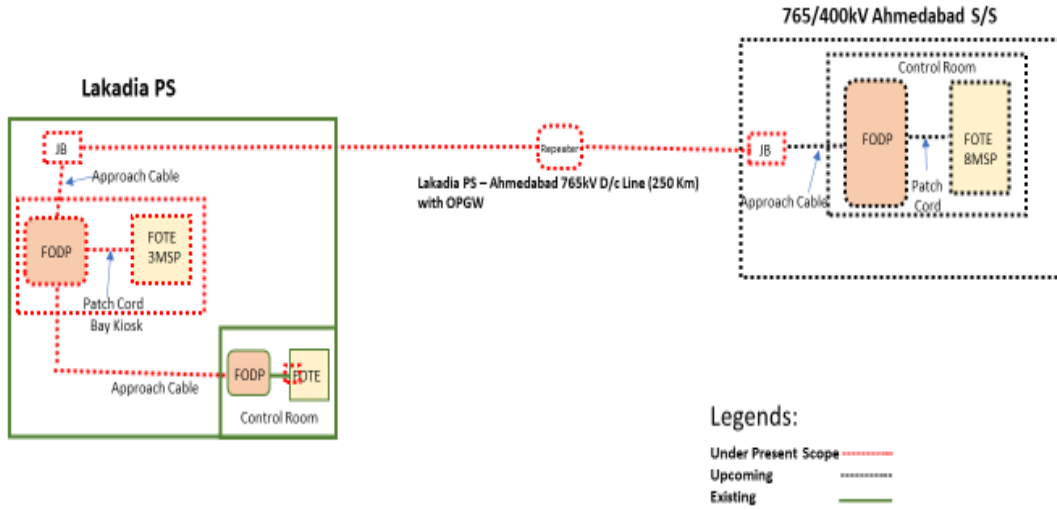 765/400kV Ahmedabad S/S
Lakadia PS
Control Room
JB
Repeater
JB
FODP
FOTE
8MSP
Approach Cable
Lakadia PS – Ahmedabad 765kV D/c Line (250 Km)
with OPGW
Approach Cable
Patch
Cord
FODP
FOTE
3MSP
Patch Cord
Bay Kiosk
Approach Cable
FODP
FOTE
Control Room
Legends:
Under Present Scope
Upcoming
Existing